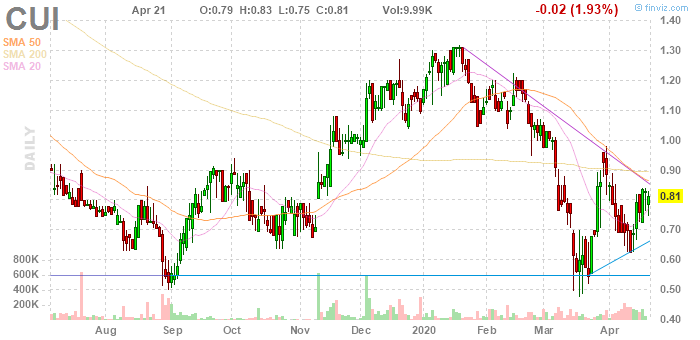 CUI
Apr 21 O:0.79 H:0.83 L:0.75 C:0.81 Vol:9.99K -0.02 (1.93%)
© finviz.com
SMA 50
SMA 200
SMA 20
DAILY
1.40
1.30
1.20
1.10
1.00
0.90
0.81
0.70
0.60
0.50
0.40
800K
600K
400K
200K
Aug Sep Oct Nov Dec 2020 Feb Mar Apr